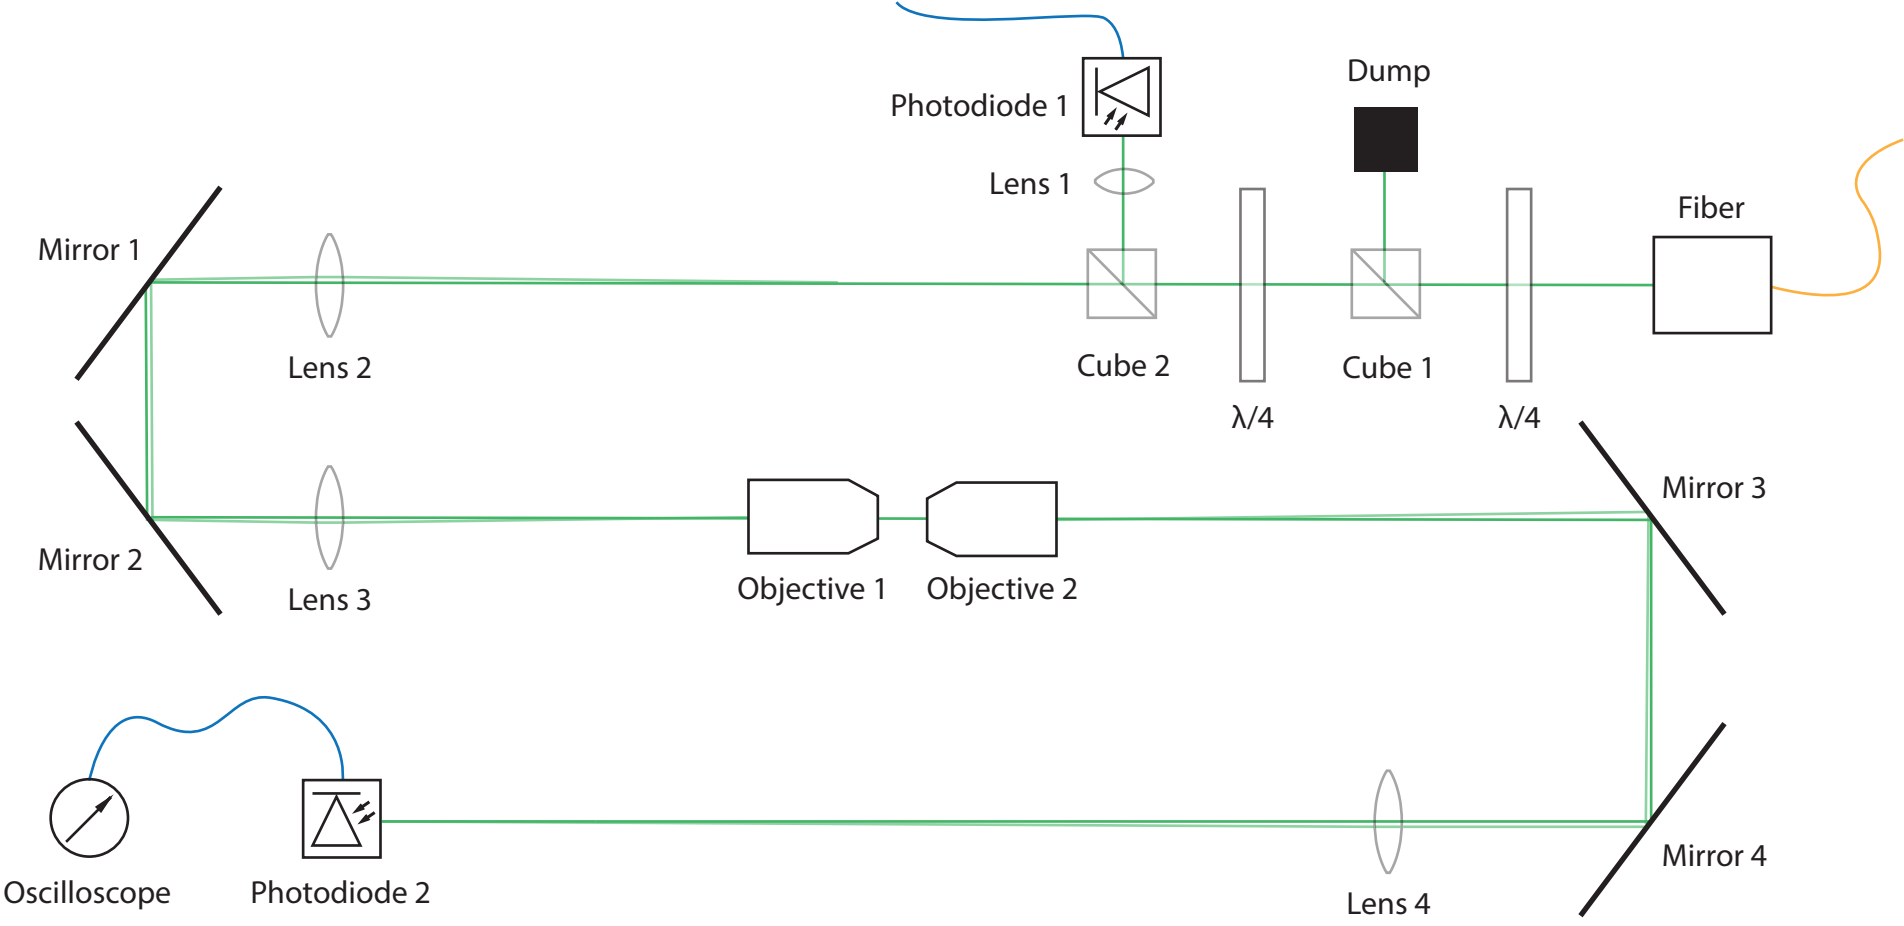 Dump
Photodiode 1
Lens 1
Fiber
Mirror 1
Lens 2
Cube 2
Cube 1
λ/4
λ/4
Mirror 3
Mirror 2
Lens 3
Objective 1
Objective 2
Mirror 4
Oscilloscope
Photodiode 2
Lens 4